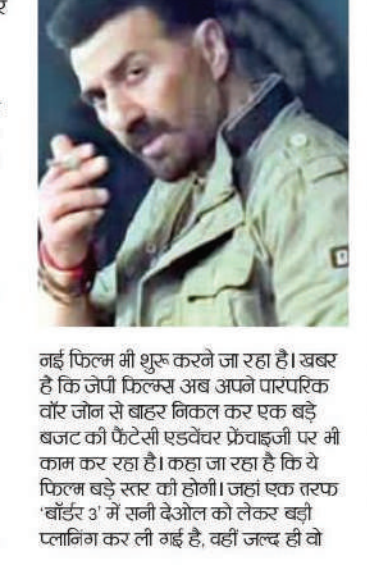 र
नई फिल्म भी शुरू करने जा रहा है। खबर
है कि जेपी फिल्म्स अब अपने पारंपरिक
वॉर जोन से बाहर निकल कर एक बड़े
बजट की फैंटेसी एडवेंचर फ्रेंचाइजी पर भी
काम कर रहा है। कहा जा रहा है कि ये
फिल्म बड़े स्तर की होगी। जहां एक तरफ
'बॉर्डर 3' में सनी देओल को लेकर बड़ी
प्लानिंग कर ली गई है, वहीं जल्द ही वो